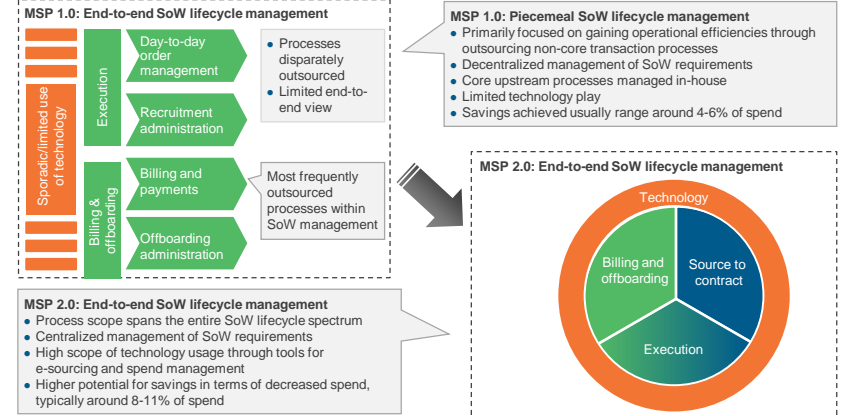 MSP 1.0: End-to-end SoW lifecycle management
Sporadic/limited use
of technology
Execution
Day-to-day
order
management
Recruitment
administration
Processes
disparately
outsourced
Limited end-to-
end view
Billing &
offboarding
Billing and
payments
Offboarding
administration
Most frequently
outsourced
processes within
SoW management
MSP 1.0: Piecemeal SoW lifecycle management
Primarily focused on gaining operational efficiencies through
outsourcing non-core transaction processes
Decentralized management of SoW requirements
Core upstream processes managed in-house
Limited technology play
Savings achieved usually range around 4-6% of spend
MSP 2.0: End-to-end SoW lifecycle management
Technology
Billing and
offboarding
Source to
contract
Execution
MSP 2.0: End-to-end SoW lifecycle management
Process scope spans the entire SoW lifecycle spectrum
Centralized management of SoW requirements
High scope of technology usage through tools for
e-sourcing and spend management
Higher potential for savings in terms of decreased spend,
typically around 8-11% of spend